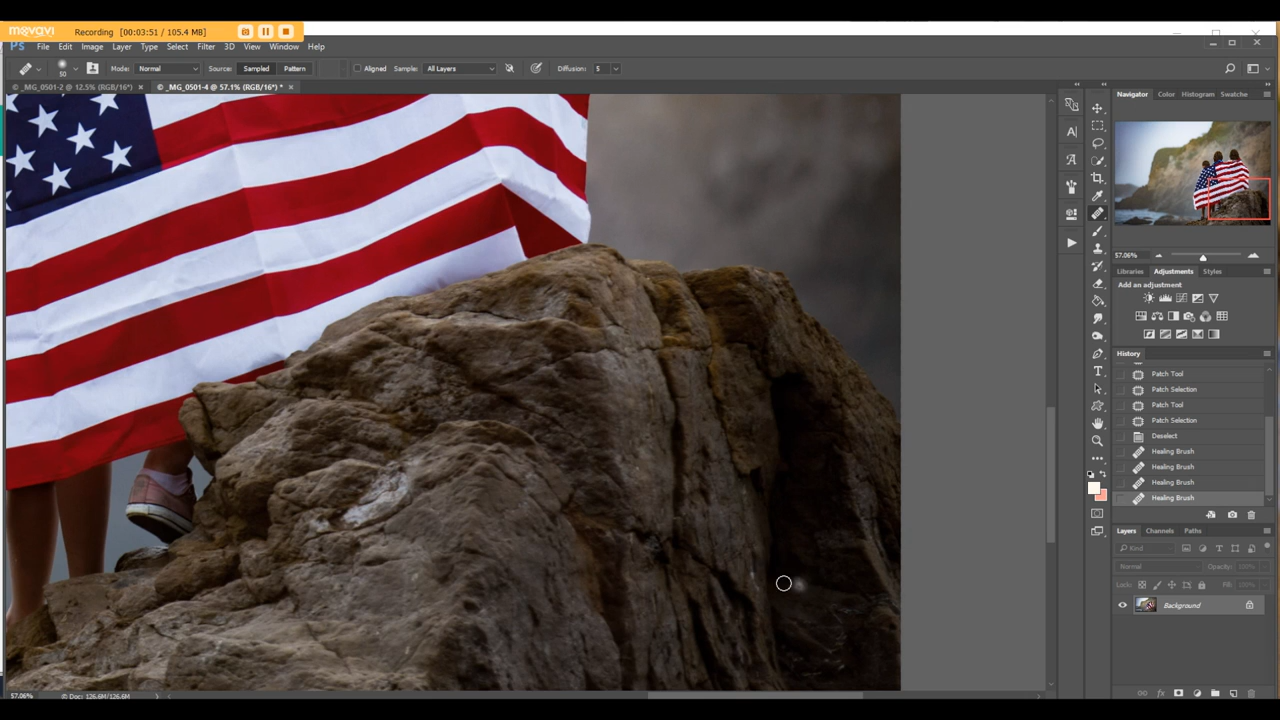 movavi Recording [00:03:51 / 105.4 MB]
PS File Edit Image Layer Type Select Filter 3D View Window Help
50 Mode: Normal Source: Sampled Pattern Aligned Sample: All Layers Diffusion: 5
© _MG_0501-2 @ 12.5% (RGB/16*) × © _MG_0501-4 @ 57.1% (RGB/16*) * ×
Navigator Color Histogram Swatche
57.06%
Libraries Adjustments Styles
Add an adjustment
History
Patch Tool
Patch Selection
Patch Tool
Patch Selection
Deselect
Healing Brush
Healing Brush
Healing Brush
Healing Brush
Layers Channels Paths
Kind
Normal Opacity: 100%
Lock: Fill: 100%
Background
57.06% © Doc: 126.6M/126.6M